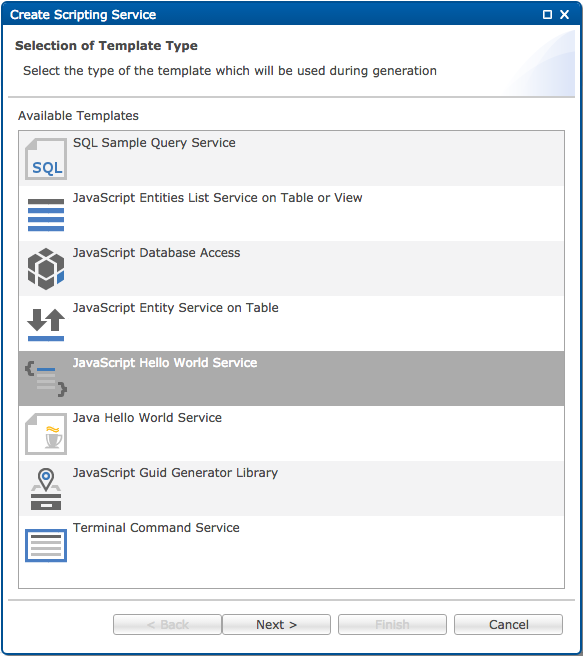 Create Scripting Service
Selection of Template Type
Select the type of the template which will be used during generation
Available Templates
SQL Sample Query Service
SQL
JavaScript Entities List Service on Table or View
JavaScript Database Access
JavaScript Entity Service on Table
JavaScript Hello World Service
Java Hello World Service
JavaScript Guid Generator Library
Terminal Command Service
< Back Next > Finish Cancel